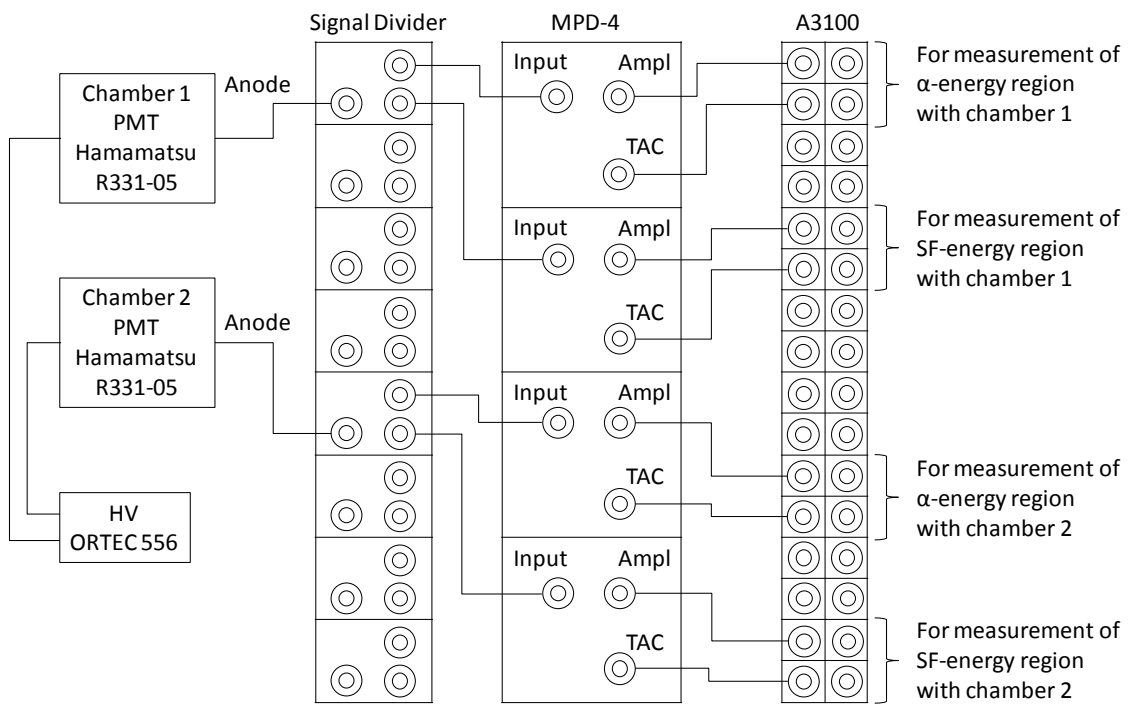 Signal Divider
MPD-4
A3100
Chamber 1
PMT
Hamamatsu
R331-05
Anode
Chamber 2
PMT
Hamamatsu
R331-05
Anode
HV
ORTEC 556
Input Ampl
TAC
Input Ampl
TAC
Input Ampl
TAC
Input Ampl
TAC
For measurement of
α-energy region
with chamber 1
For measurement of
SF-energy region
with chamber 1
For measurement of
α-energy region
with chamber 2
For measurement of
SF-energy region
with chamber 2